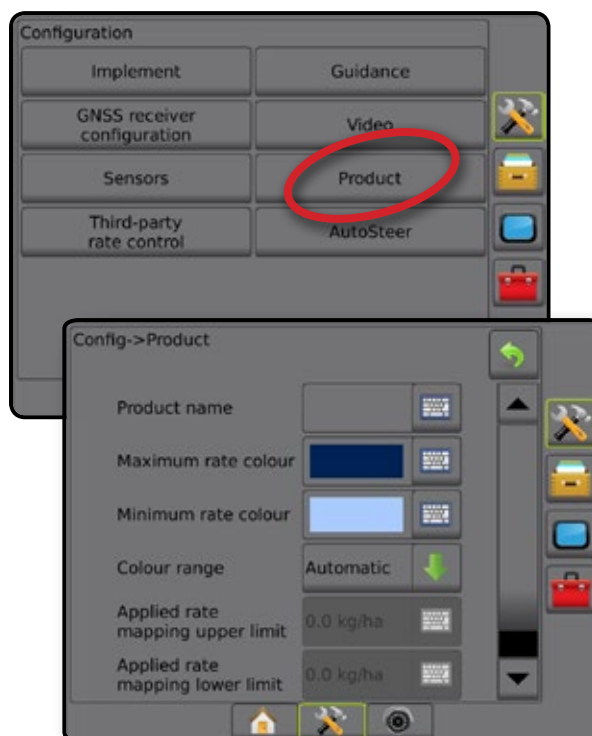 Configuration
Implement
Guidance
GNSS receiver
configuration
Video
Sensors
Product
Third-party
rate control
AutoSteer
Config->Product
Product name
Maximum rate colour
Minimum rate colour
Colour range
Automatic
Applied rate
mapping upper limit
0.0 kg/ha
Applied rate
mapping lower limit
0.0 kg/ha